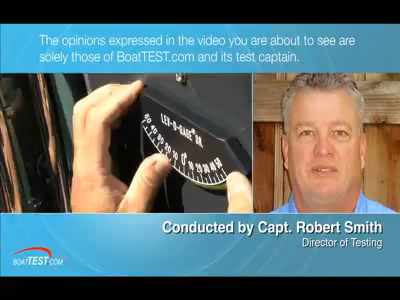 The opinions expressed in the video you are about to see are
solely those of BoatTEST.com and its test captain.
LEV-O-GAGE SR.
Conducted by Capt. Robert Smith
Director of Testing
BOATTEST.COM